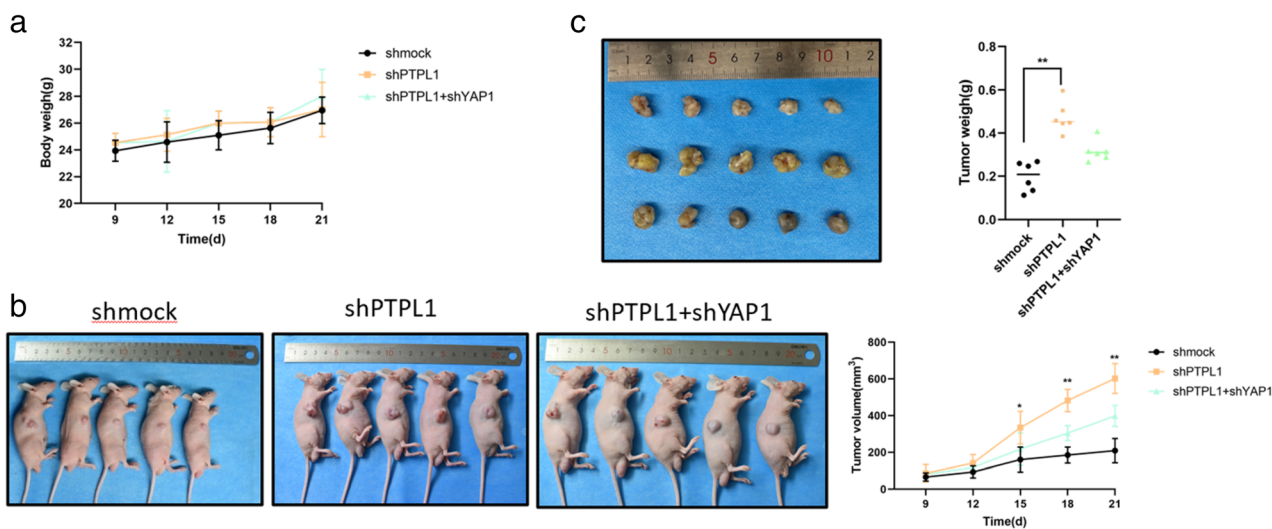 a
32
30
28
26
24
22
20
Body weigh(g)
9 12 15 18 21
Time(d)
shmock
shPTPL1
shPTPL1+shYAP1
c
1 2 3 4 5 6 7 8 9 10 1 2
0.8
0.6
0.4
0.2
0.0
Tumor weigh(g)
**
shmock
shPTPL1
shPTPL1+shYAP1
b
shmock
shPTPL1
shPTPL1+shYAP1
800
600
400
200
0
Tumor volume(mm3)
* ** **
9 12 15 18 21
Time(d)
shmock
shPTPL1
shPTPL1+shYAP1